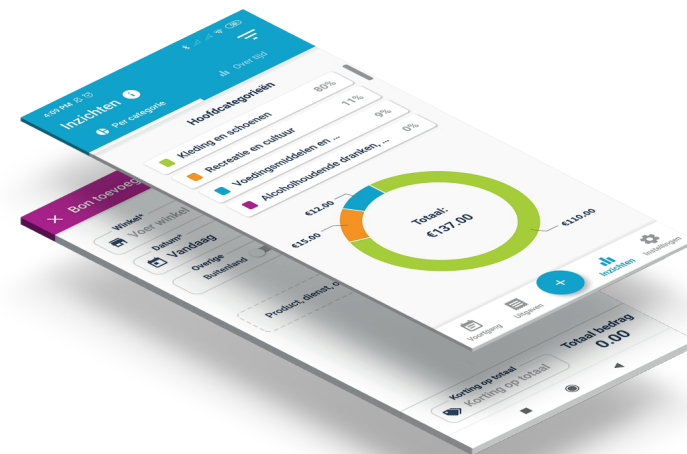 4:09 PM
Inzichten
Per categorie
Over tijd
Hoofdcategorieën
Kleding en schoenen 80%
Recreatie en cultuur 11%
Voedingsmiddelen en ... 9%
Alcoholhoudende dranken, ... 0%
€12.00
€15.00
Totaal:
€137.00
€110.00
Voortgang
Uitgaven
+
Inzichten
Instellingen
Bon toevoeg
Winkel*
Voer winkel
Datum*
Vandaag
Overige
Buitenland
Product, dienst, o
Korting op totaal
Korting op totaal
Totaal bedrag
0.00